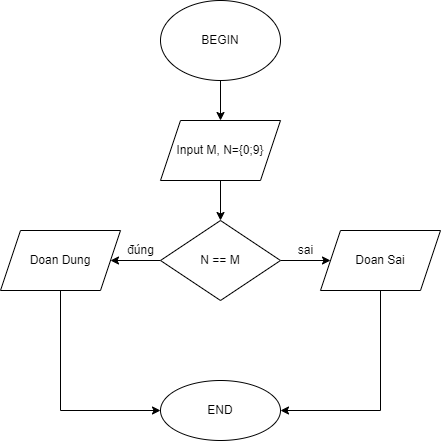 BEGIN
Input M, N={0;9}
đúng
sai
Doan Dung
N == M
Doan Sai
END